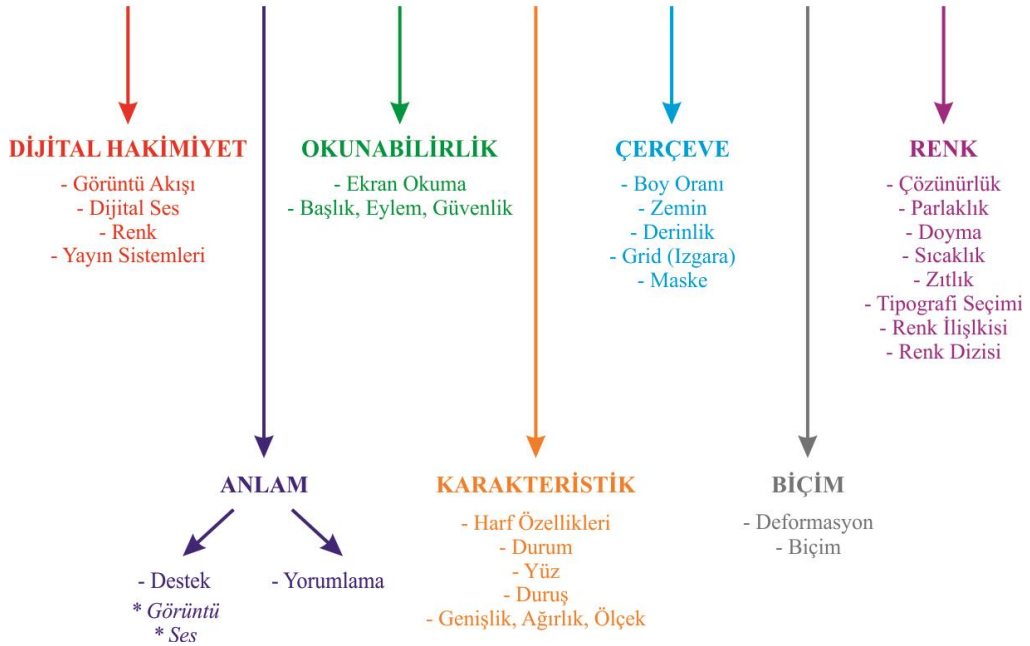 DİJİTAL HAKİMİYET
- Görüntü Akışı
- Dijital Ses
- Renk
- Yayın Sistemleri
OKUNABİLİRLİK
- Ekran Okuma
- Başlık, Eylem, Güvenlik
ÇERÇEVE
- Boy Oranı
- Zemin
- Derinlik
- Grid (Izgara)
- Maske
RENK
- Çözünürlük
- Parlaklık
- Doyma
- Sıcaklık
- Zıtlık
- Tipografi Seçimi
- Renk İlişlkisi
- Renk Dizisi
ANLAM
- Destek
* Görüntü
* Ses
- Yorumlama
KARAKTERİSTİK
- Harf Özellikleri
- Durum
- Yüz
- Duruş
- Genişlik, Ağırlık, Ölçek
BİÇİM
- Deformasyon
- Biçim